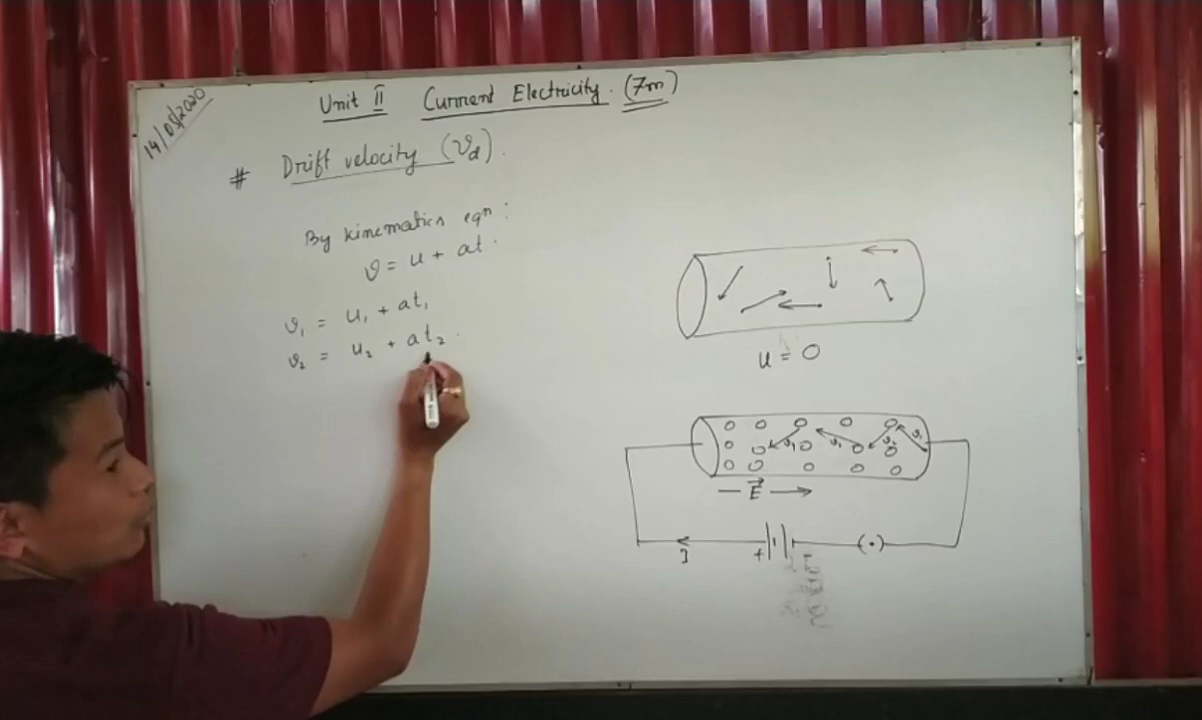 14/05/2020
Unit II Current Electricity. (7m)
# Drift velocity (v_d).
By kinematics eqn:
v = u + at.
v₁ = u₁ + at₁
v₂ = u₂ + at₂.
u = 0
E⃗
I
+
(•)